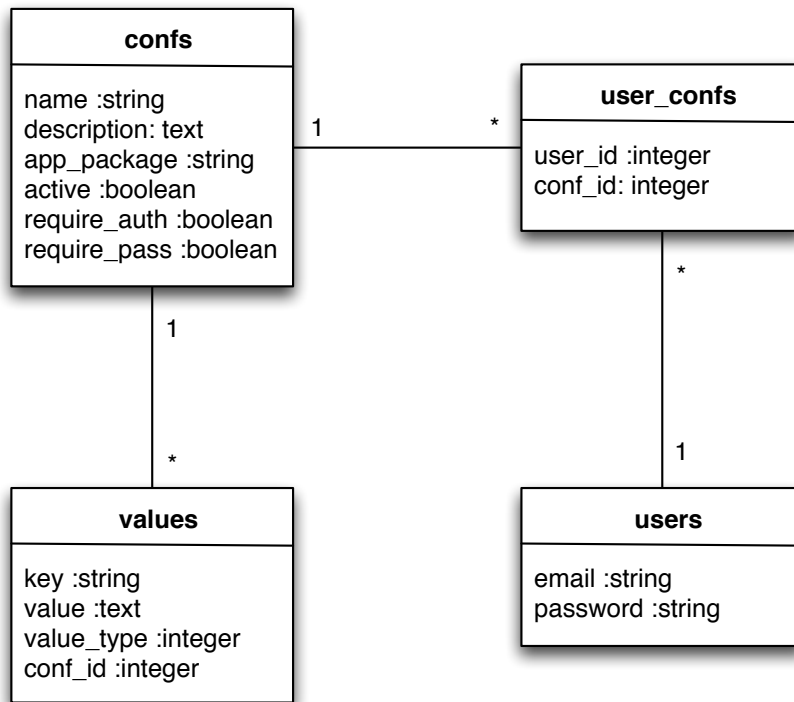 confs
name :string
description: text
app_package :string
active :boolean
require_auth :boolean
require_pass :boolean
1
*
user_confs
user_id :integer
conf_id: integer
1
*
*
1
values
key :string
value :text
value_type :integer
conf_id :integer
users
email :string
password :string